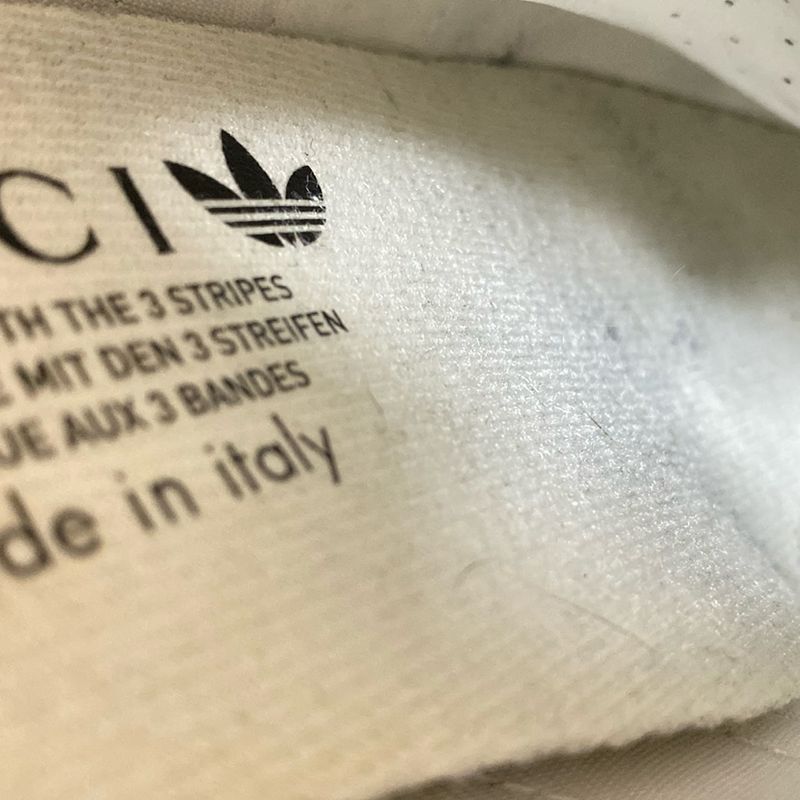 CI
TH THE 3 STRIPES
MIT DEN 3 STREIFEN
UE AUX 3 BANDES
de in italy